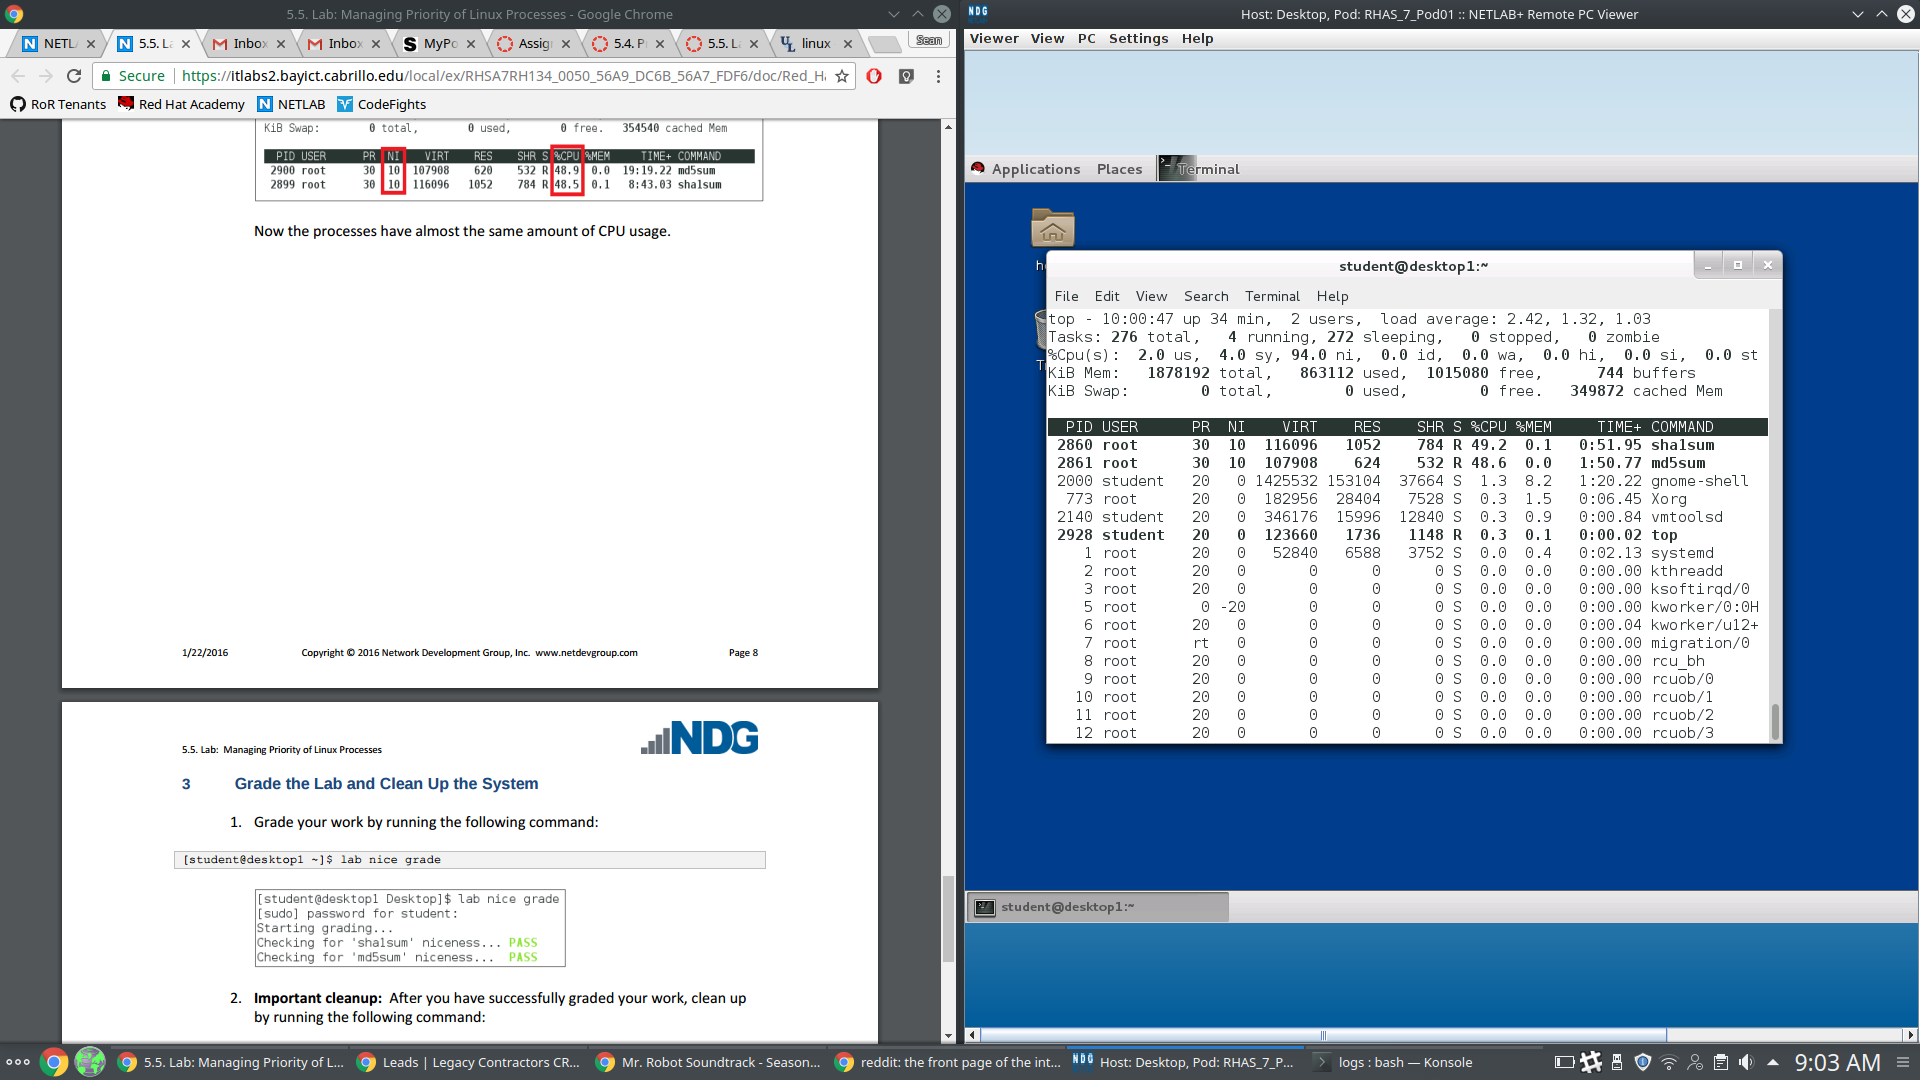 5.5. Lab: Managing Priority of Linux Processes - Google Chrome
NETL
5.5. L
Inbox
Inbox
MyPo
Assig
5.4. P
5.5. L
linux
Sean
Secure
https://itlabs2.bayict.cabrillo.edu/local/ex/RHSA7RH134_0050_56A9_DC6B_56A7_FDF6/doc/Red_Ha
RoR Tenants
Red Hat Academy
NETLAB
CodeFights
KiB Swap: 0 total, 0 used, 0 free. 354540 cached Mem
PID USER PR NI VIRT RES SHR S %CPU %MEM TIME+ COMMAND
2900 root 30 10 107908 620 532 R 48.9 0.0 19:19.22 md5sum
2899 root 30 10 116096 1052 784 R 48.5 0.1 8:43.03 sha1sum
Now the processes have almost the same amount of CPU usage.
1/22/2016 Copyright © 2016 Network Development Group, Inc. www.netdevgroup.com Page 8
5.5. Lab: Managing Priority of Linux Processes
NDG
3 Grade the Lab and Clean Up the System
1. Grade your work by running the following command:
[student@desktop1 ~]$ lab nice grade
[student@desktop1 Desktop]$ lab nice grade
[sudo] password for student:
Starting grading...
Checking for 'sha1sum' niceness... PASS
Checking for 'md5sum' niceness... PASS
2. Important cleanup: After you have successfully graded your work, clean up
by running the following command:
NDG
Host: Desktop, Pod: RHAS_7_Pod01 :: NETLAB+ Remote PC Viewer
Viewer View PC Settings Help
Applications Places Terminal
student@desktop1:~
File Edit View Search Terminal Help
top - 10:00:47 up 34 min, 2 users, load average: 2.42, 1.32, 1.03
Tasks: 276 total, 4 running, 272 sleeping, 0 stopped, 0 zombie
%Cpu(s): 2.0 us, 4.0 sy, 94.0 ni, 0.0 id, 0.0 wa, 0.0 hi, 0.0 si, 0.0 st
KiB Mem: 1878192 total, 863112 used, 1015080 free, 744 buffers
KiB Swap: 0 total, 0 used, 0 free. 349872 cached Mem
PID USER PR NI VIRT RES SHR S %CPU %MEM TIME+ COMMAND
2860 root 30 10 116096 1052 784 R 49.2 0.1 0:51.95 sha1sum
2861 root 30 10 107908 624 532 R 48.6 0.0 1:50.77 md5sum
2000 student 20 0 1425532 153104 37664 S 1.3 8.2 1:20.22 gnome-shell
773 root 20 0 182956 28404 7528 S 0.3 1.5 0:06.45 Xorg
2140 student 20 0 346176 15996 12840 S 0.3 0.9 0:00.84 vmtoolsd
2928 student 20 0 123660 1736 1148 R 0.3 0.1 0:00.02 top
1 root 20 0 52840 6588 3752 S 0.0 0.4 0:02.13 systemd
2 root 20 0 0 0 0 S 0.0 0.0 0:00.00 kthreadd
3 root 20 0 0 0 0 S 0.0 0.0 0:00.00 ksoftirqd/0
5 root 0 -20 0 0 0 S 0.0 0.0 0:00.00 kworker/0:0H
6 root 20 0 0 0 0 S 0.0 0.0 0:00.04 kworker/u12+
7 root rt 0 0 0 0 S 0.0 0.0 0:00.00 migration/0
8 root 20 0 0 0 0 S 0.0 0.0 0:00.00 rcu_bh
9 root 20 0 0 0 0 S 0.0 0.0 0:00.00 rcuob/0
10 root 20 0 0 0 0 S 0.0 0.0 0:00.00 rcuob/1
11 root 20 0 0 0 0 S 0.0 0.0 0:00.00 rcuob/2
12 root 20 0 0 0 0 S 0.0 0.0 0:00.00 rcuob/3
student@desktop1:~
5.5. Lab: Managing Priority of L...
Leads | Legacy Contractors CR...
Mr. Robot Soundtrack - Season...
reddit: the front page of the int...
NDG
Host: Desktop, Pod: RHAS_7_P...
logs : bash — Konsole
9:03 AM